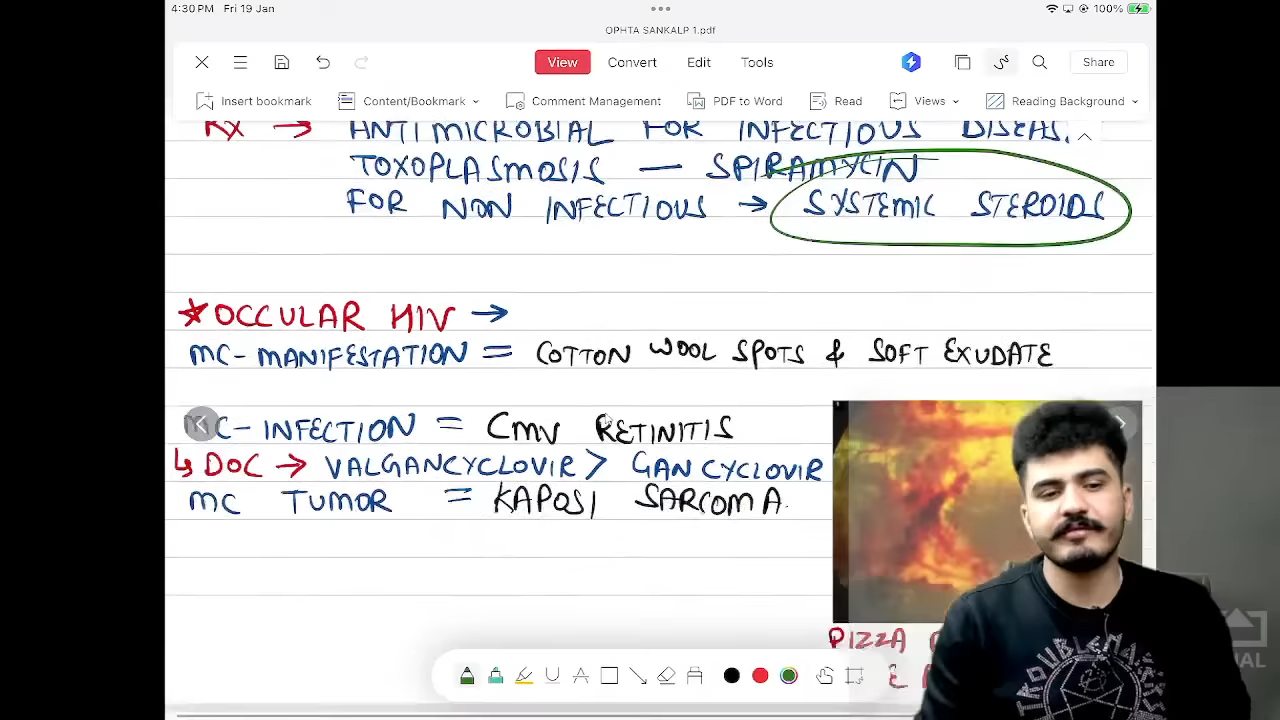 4:30 PM Fri 19 Jan
100%
OPHTA SANKALP 1.pdf
View Convert Edit Tools Share
Insert bookmark Content/Bookmark Comment Management PDF to Word Read Views Reading Background
RX → ANTIMICROBIAL FOR INFECTIOUS DISEAS.
TOXOPLASMOSIS — SPIRAMYCIN
FOR NON INFECTIOUS → SYSTEMIC STEROIDS
★OCCULAR HIV →
MC-MANIFESTATION = COTTON WOOL SPOTS & SOFT EXUDATE
MC-INFECTION = CMV RETINITIS
↳ DOC → VALGANCYCLOVIR > GANCYCLOVIR
MC TUMOR = KAPOSI SARCOMA.
PIZZA
&